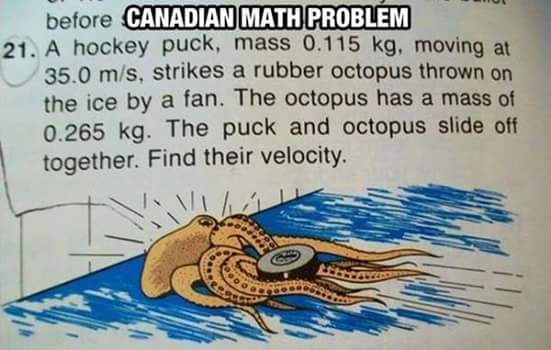 before
CANADIAN MATH PROBLEM
21. A hockey puck, mass 0.115 kg, moving at
35.0 m/s, strikes a rubber octopus thrown on
the ice by a fan. The octopus has a mass of
0.265 kg. The puck and octopus slide off
together. Find their velocity.